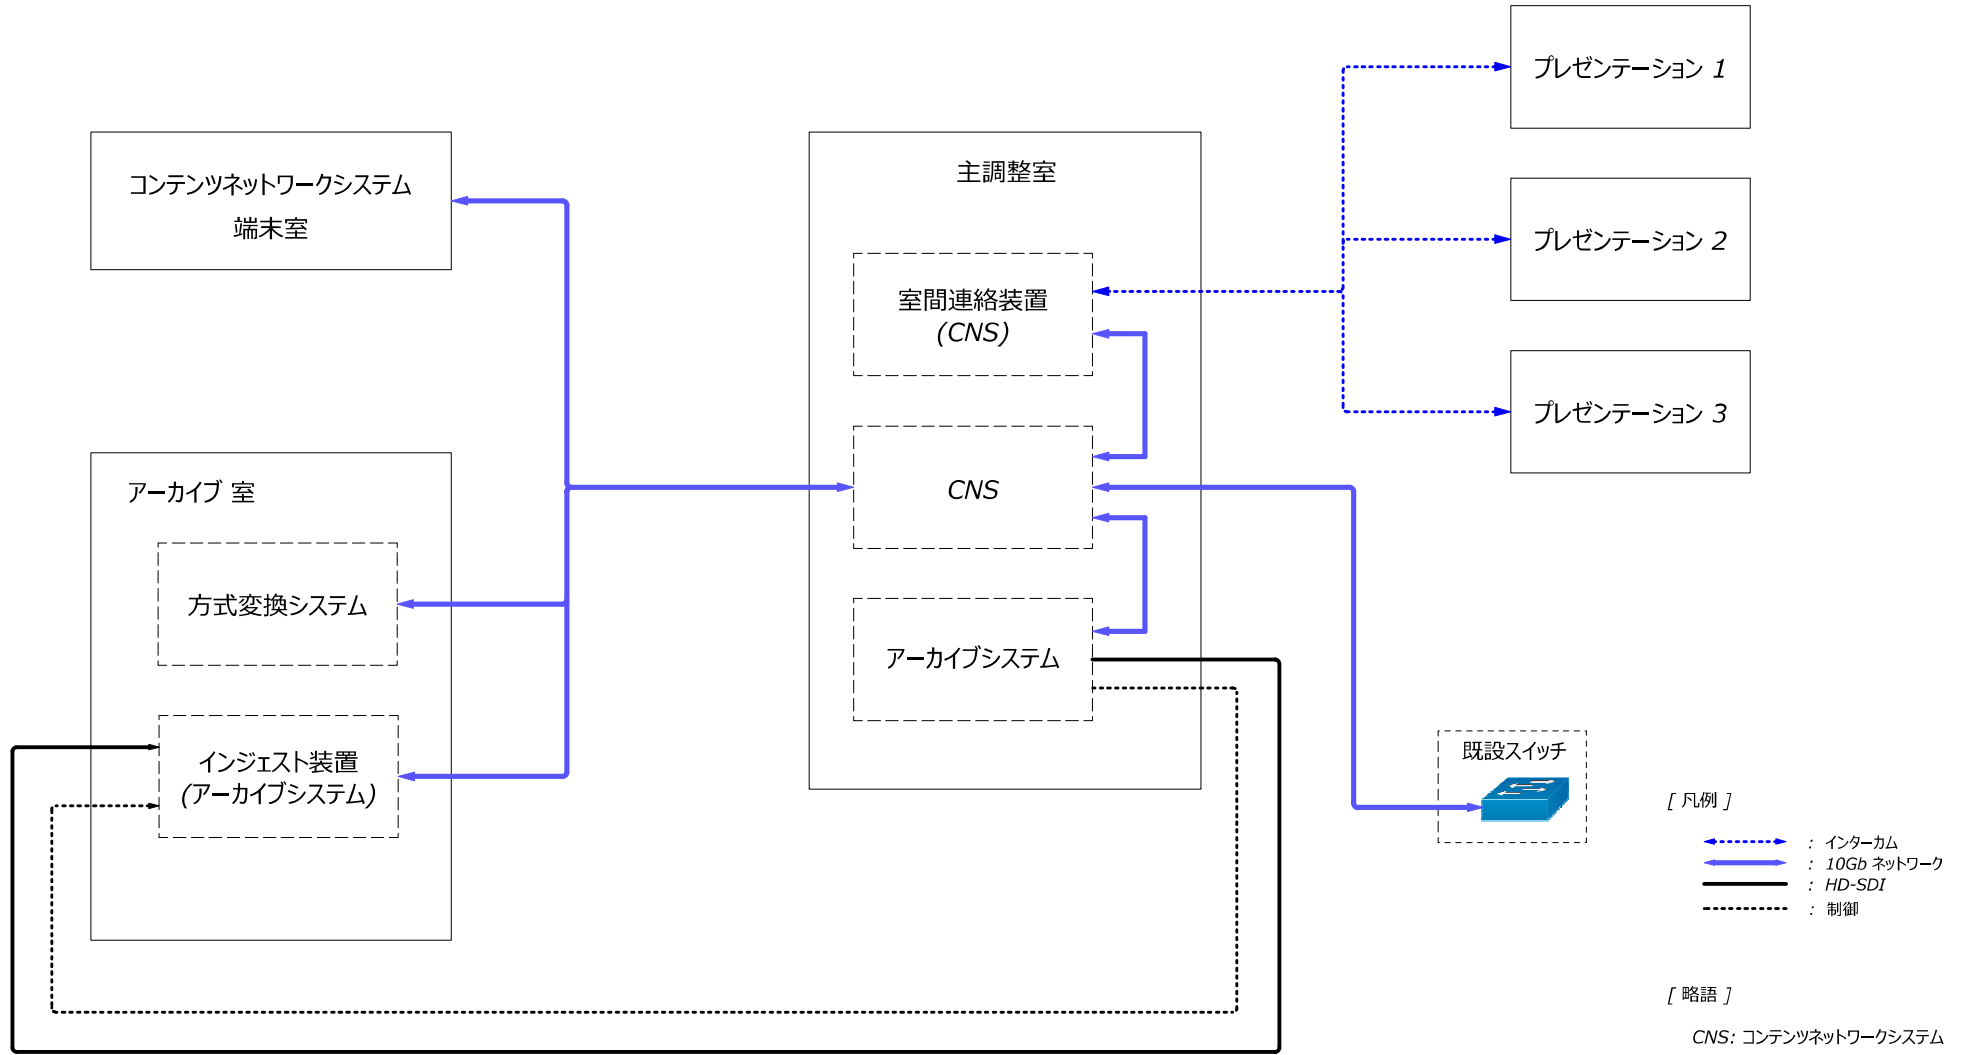 プレゼンテーション 1
コンテンツネットワークシステム
端末室
主調整室
プレゼンテーション 2
室間連絡装置
(CNS)
プレゼンテーション 3
アーカイブ 室
CNS
方式変換システム
アーカイブシステム
インジェスト装置
(アーカイブシステム)
既設スイッチ
[ 凡例 ]
: インターカム
: 10Gb ネットワーク
: HD-SDI
: 制御
[ 略語 ]
CNS: コンテンツネットワークシステム